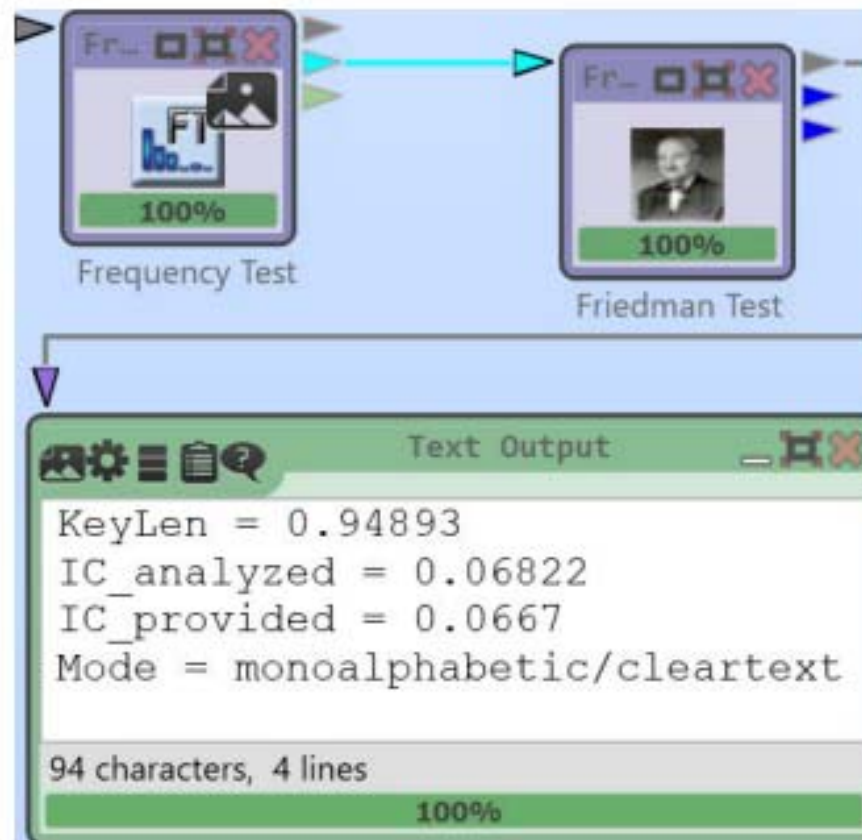 Fr…
FT
100%
Frequency Test
Fr…
100%
Friedman Test
Text Output
KeyLen = 0.94893
IC_analyzed = 0.06822
IC_provided = 0.0667
Mode = monoalphabetic/cleartext
94 characters, 4 lines
100%